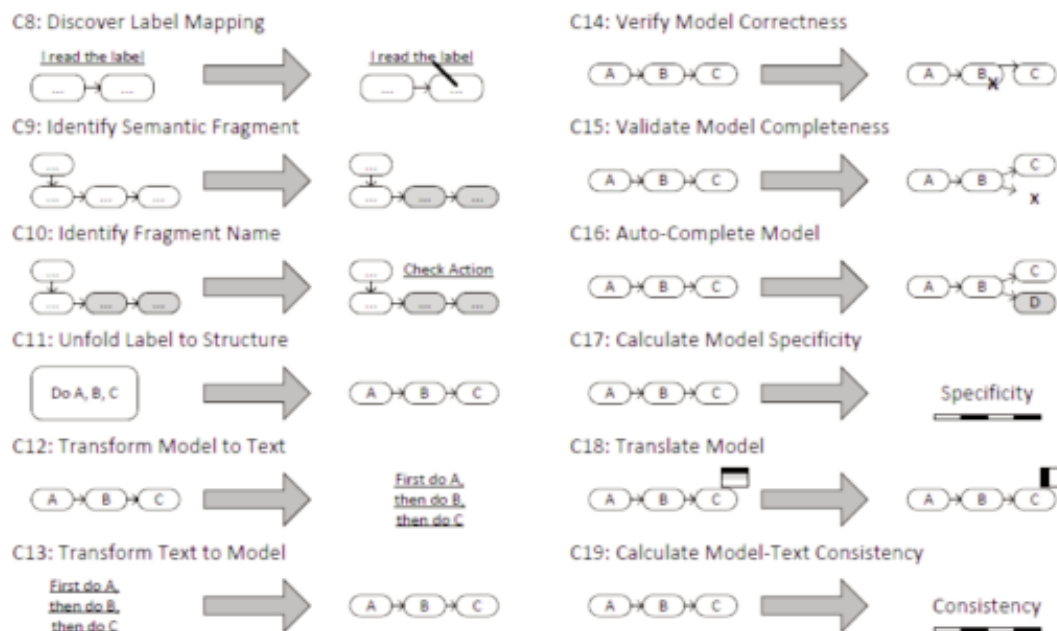 C8: Discover Label Mapping
I read the label
I read the label
... ...
... ...
C9: Identify Semantic Fragment
... ...
... ... ... ... ... ...
C10: Identify Fragment Name
... ... Check Action
... ... ... ... ... ...
C11: Unfold Label to Structure
Do A, B, C
A B C
C12: Transform Model to Text
A B C
First do A,
then do B,
then do C
C13: Transform Text to Model
First do A,
then do B,
then do C
A B C
C14: Verify Model Correctness
A B C
A B C
X
C15: Validate Model Completeness
A B C
A B C
X
C16: Auto-Complete Model
A B C
A B C
D
C17: Calculate Model Specificity
A B C
Specificity
C18: Translate Model
A B C
A B C
C19: Calculate Model-Text Consistency
A B C
Consistency